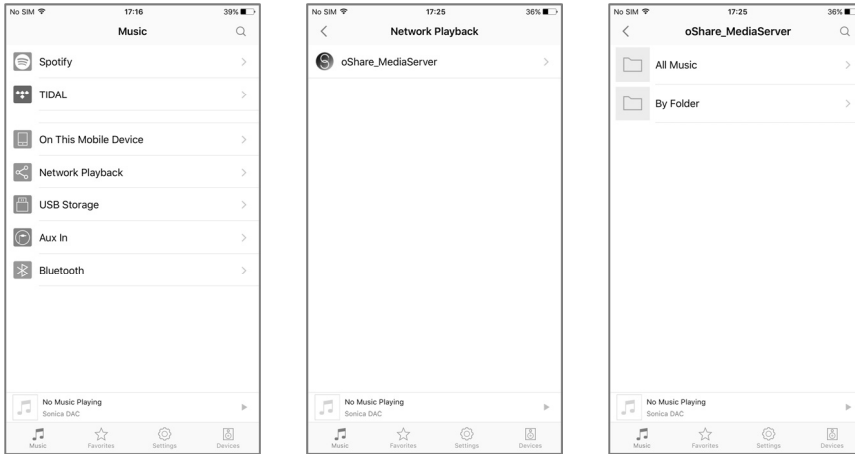 No SIM 17:16 39%
Music
Spotify
TIDAL
On This Mobile Device
Network Playback
USB Storage
Aux In
Bluetooth
No Music Playing
Sonica DAC
Music Favorites Settings Devices
No SIM 17:25 36%
Network Playback
oShare_MediaServer
No Music Playing
Sonica DAC
Music Favorites Settings Devices
No SIM 17:25 36%
oShare_MediaServer
All Music
By Folder
No Music Playing
Sonica DAC
Music Favorites Settings Devices